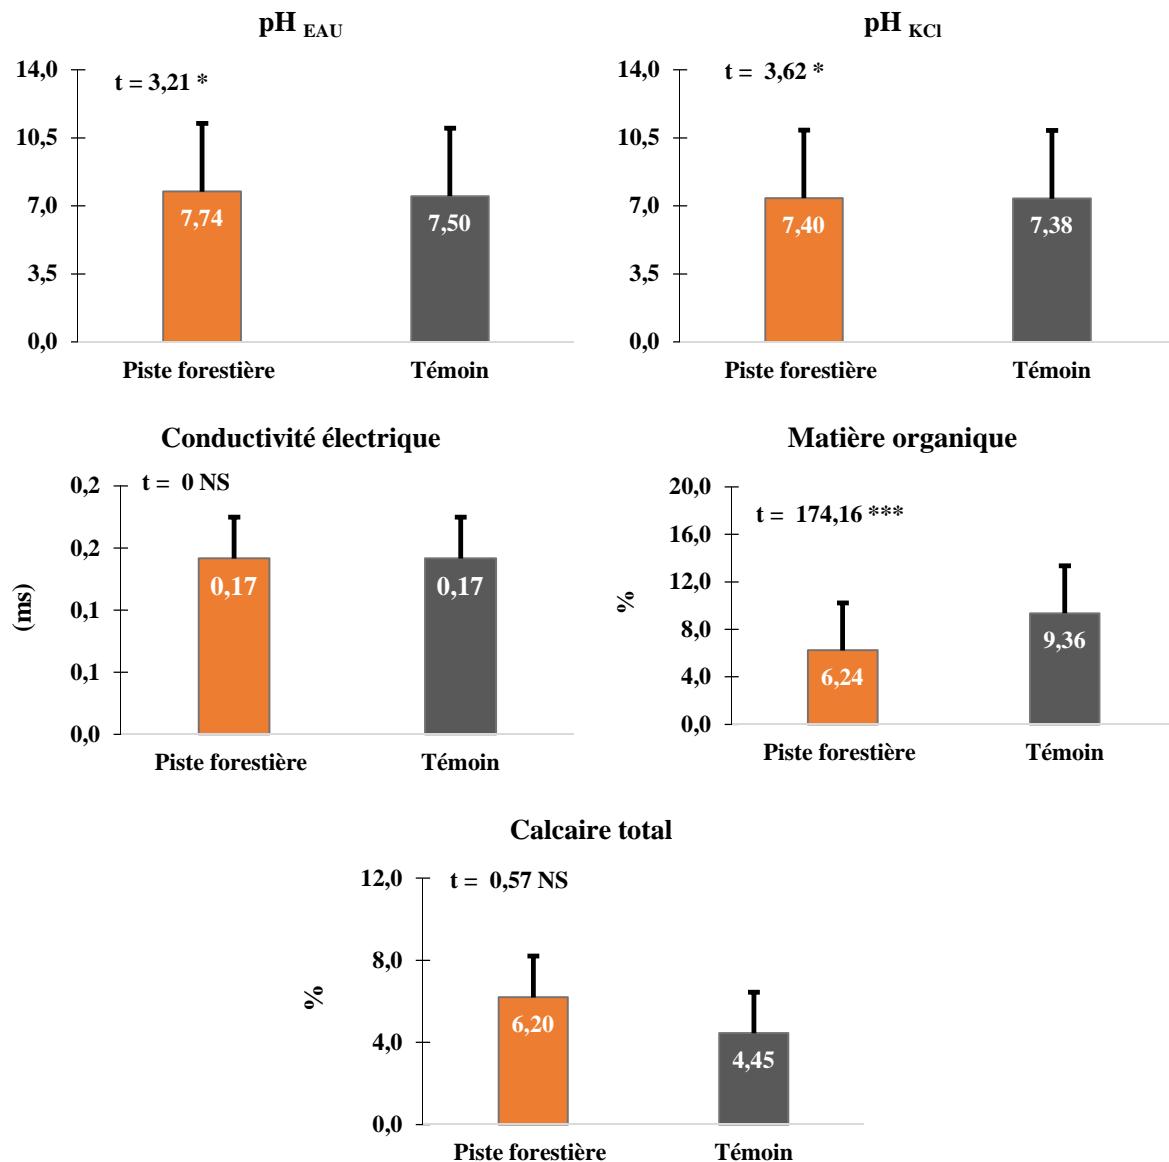 pH EAU
t = 3,21 *
14,0
10,5
7,0
3,5
0,0
7,74
7,50
Piste forestière
Témoin
pH KCl
t = 3,62 *
14,0
10,5
7,0
3,5
0,0
7,40
7,38
Piste forestière
Témoin
Conductivité électrique
t = 0 NS
(ms)
0,2
0,2
0,1
0,1
0,0
0,17
0,17
Piste forestière
Témoin
Matière organique
t = 174,16 ***
%
20,0
16,0
12,0
8,0
4,0
0,0
6,24
9,36
Piste forestière
Témoin
Calcaire total
t = 0,57 NS
%
12,0
8,0
4,0
0,0
6,20
4,45
Piste forestière
Témoin